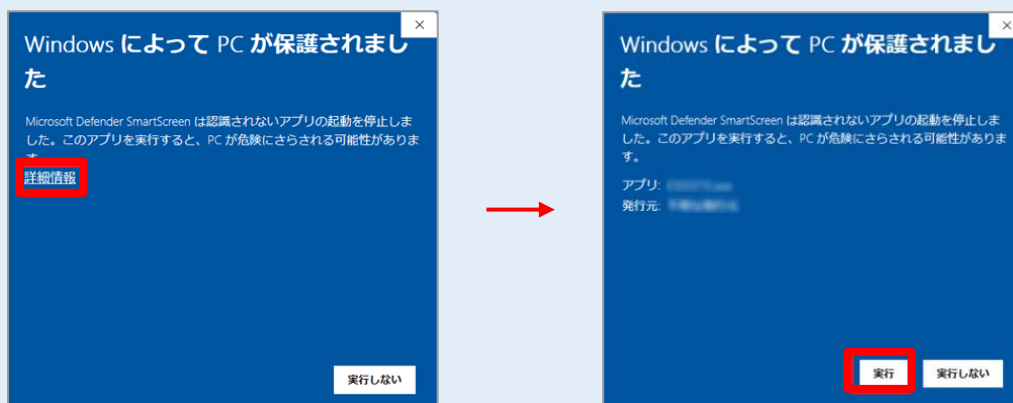 ×
Windows によって PC が保護されまし
た
Microsoft Defender SmartScreen は認識されないアプリの起動を停止しま
した。このアプリを実行すると、PC が危険にさらされる可能性がありま
す。
詳細情報
実行しない
×
Windows によって PC が保護されまし
た
Microsoft Defender SmartScreen は認識されないアプリの起動を停止しま
した。このアプリを実行すると、PC が危険にさらされる可能性がありま
す。
アプリ:
発行元:
実行
実行しない